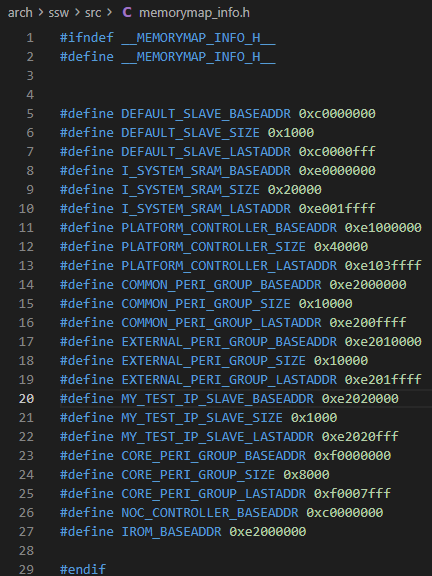 arch > ssw > src > C memorymap_info.h
1 #ifndef __MEMORYMAP_INFO_H__
2 #define __MEMORYMAP_INFO_H__
3
4
5 #define DEFAULT_SLAVE_BASEADDR 0xc0000000
6 #define DEFAULT_SLAVE_SIZE 0x1000
7 #define DEFAULT_SLAVE_LASTADDR 0xc0000fff
8 #define I_SYSTEM_SRAM_BASEADDR 0xe0000000
9 #define I_SYSTEM_SRAM_SIZE 0x20000
10 #define I_SYSTEM_SRAM_LASTADDR 0xe001ffff
11 #define PLATFORM_CONTROLLER_BASEADDR 0xe1000000
12 #define PLATFORM_CONTROLLER_SIZE 0x40000
13 #define PLATFORM_CONTROLLER_LASTADDR 0xe103ffff
14 #define COMMON_PERI_GROUP_BASEADDR 0xe2000000
15 #define COMMON_PERI_GROUP_SIZE 0x10000
16 #define COMMON_PERI_GROUP_LASTADDR 0xe200ffff
17 #define EXTERNAL_PERI_GROUP_BASEADDR 0xe2010000
18 #define EXTERNAL_PERI_GROUP_SIZE 0x10000
19 #define EXTERNAL_PERI_GROUP_LASTADDR 0xe201ffff
20 #define MY_TEST_IP_SLAVE_BASEADDR 0xe2020000
21 #define MY_TEST_IP_SLAVE_SIZE 0x1000
22 #define MY_TEST_IP_SLAVE_LASTADDR 0xe2020fff
23 #define CORE_PERI_GROUP_BASEADDR 0xf0000000
24 #define CORE_PERI_GROUP_SIZE 0x8000
25 #define CORE_PERI_GROUP_LASTADDR 0xf0007fff
26 #define NOC_CONTROLLER_BASEADDR 0xc0000000
27 #define IROM_BASEADDR 0xe2000000
28
29 #endif